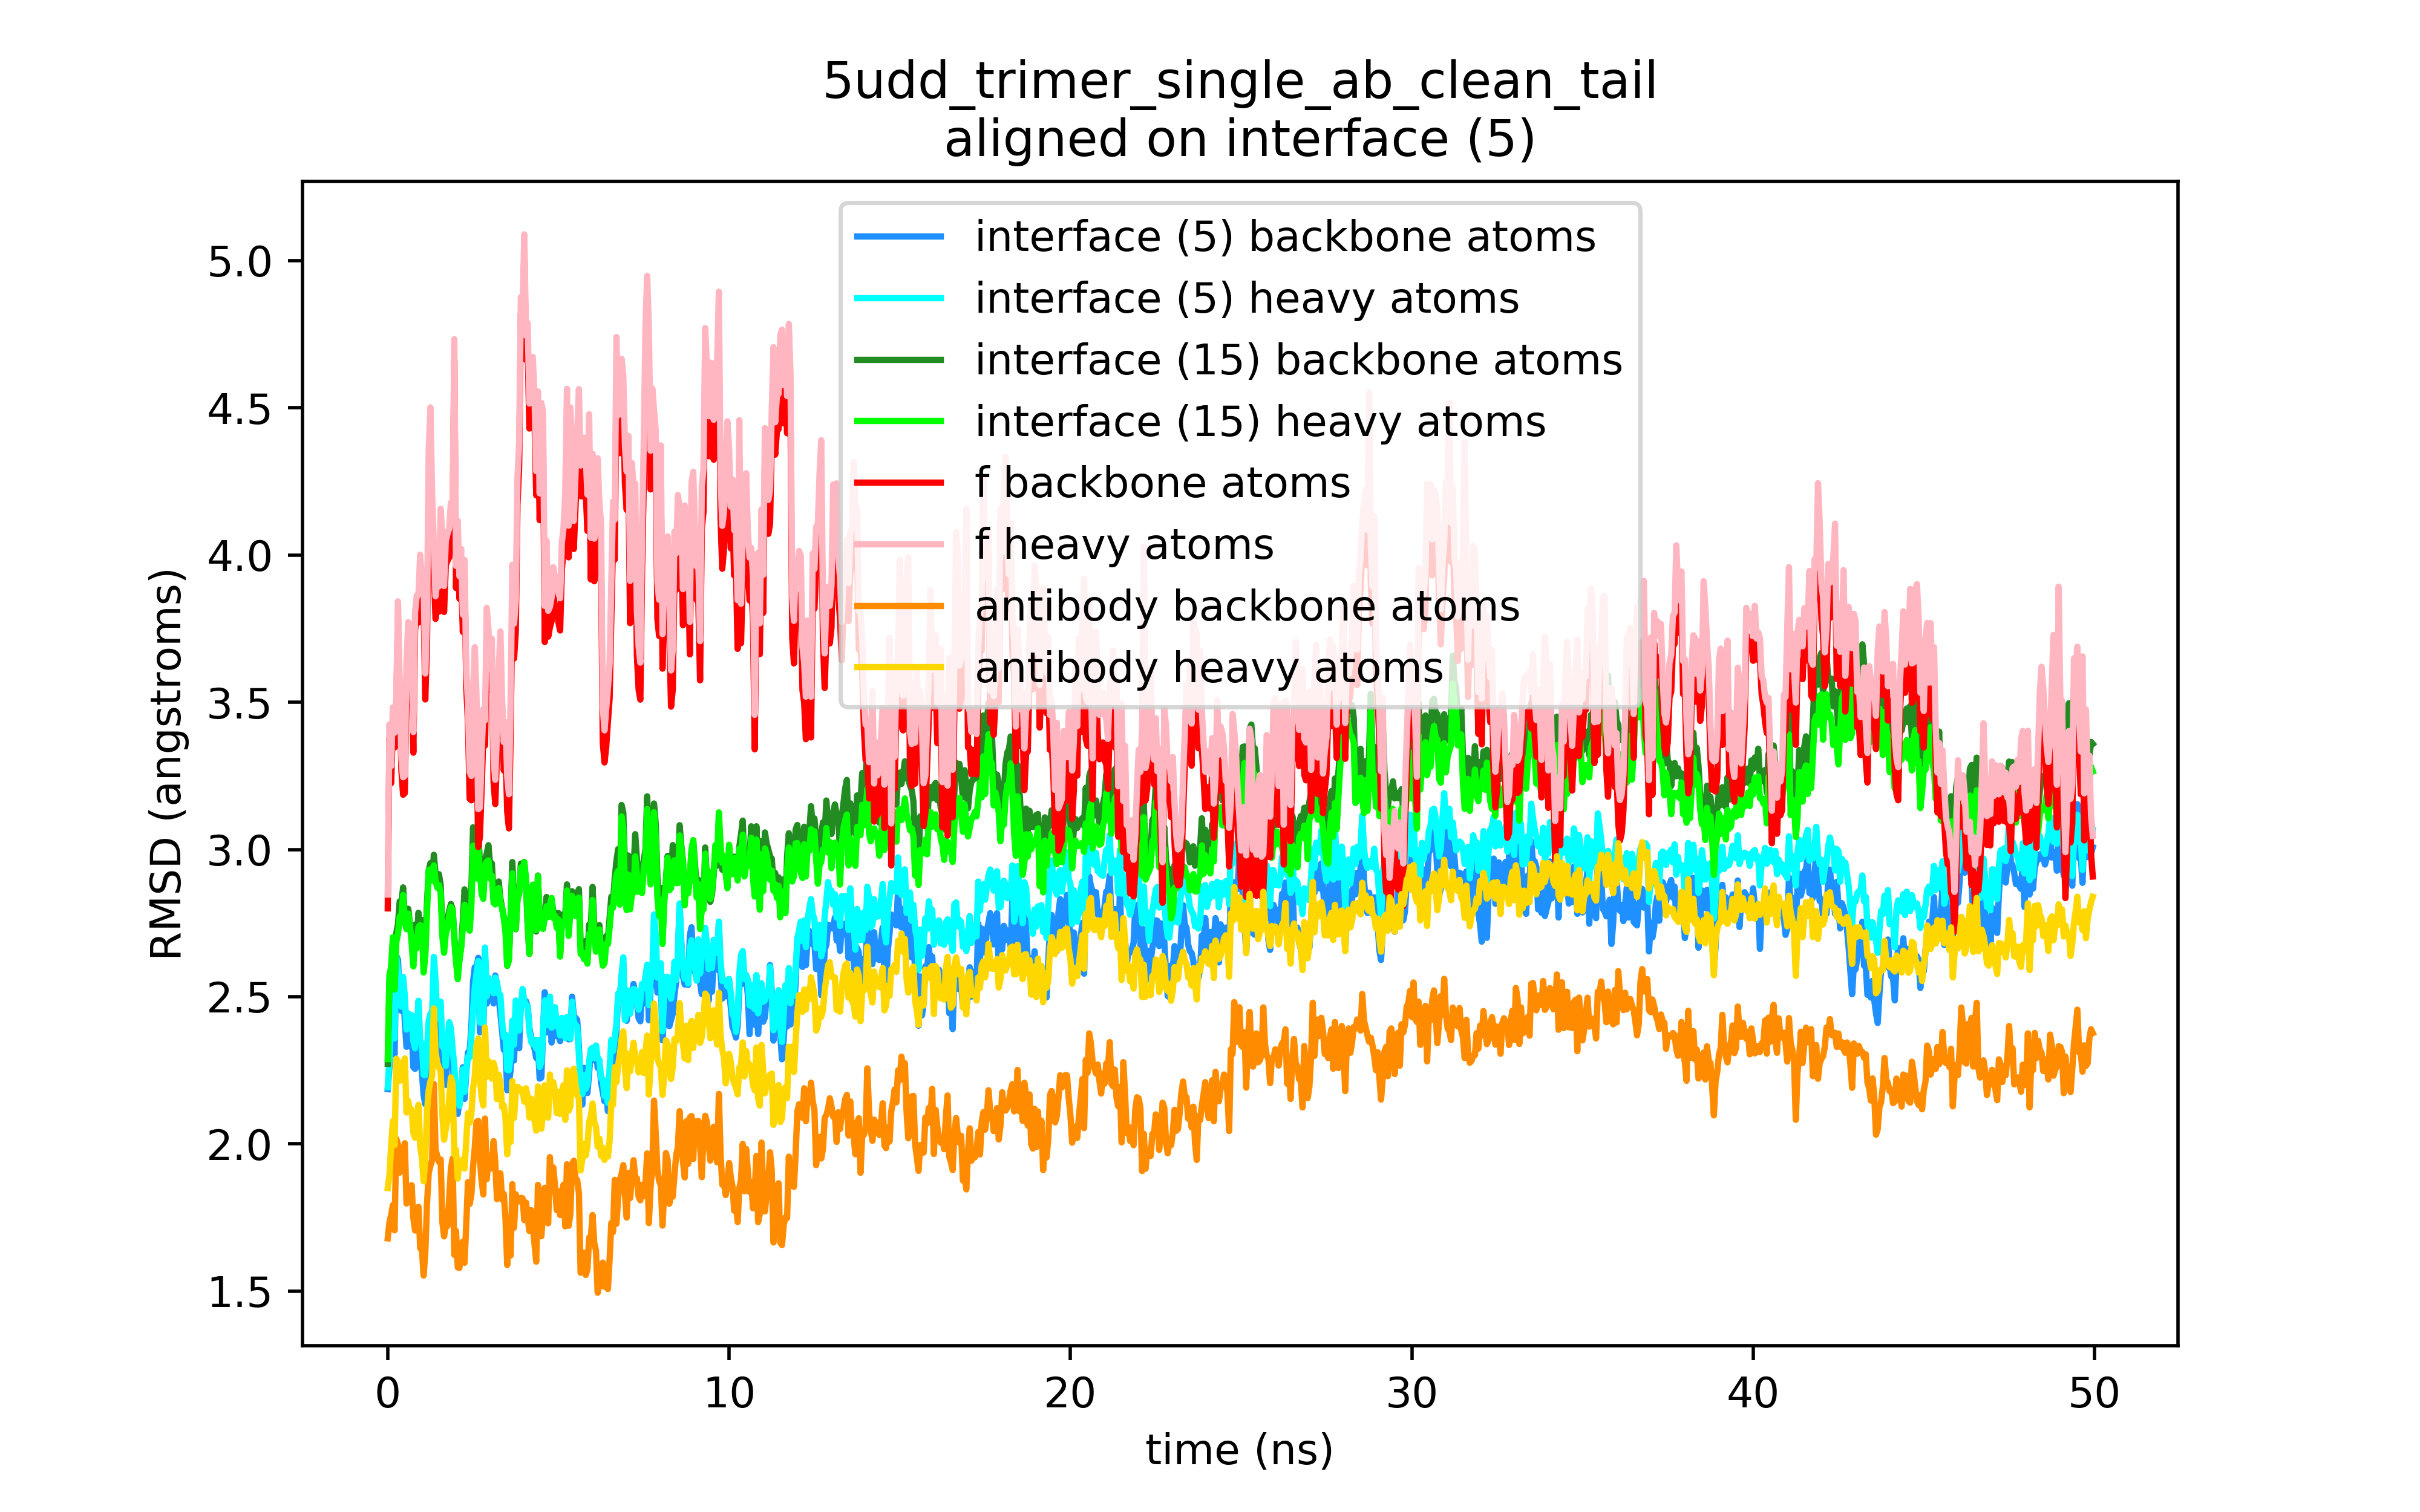 5udd_trimer_single_ab_clean_tail
aligned on interface (5)
interface (5) backbone atoms
interface (5) heavy atoms
interface (15) backbone atoms
interface (15) heavy atoms
f backbone atoms
f heavy atoms
antibody backbone atoms
antibody heavy atoms
RMSD (angstroms)
5.0
4.5
4.0
3.5
3.0
2.5
2.0
1.5
0 10 20 30 40 50
time (ns)